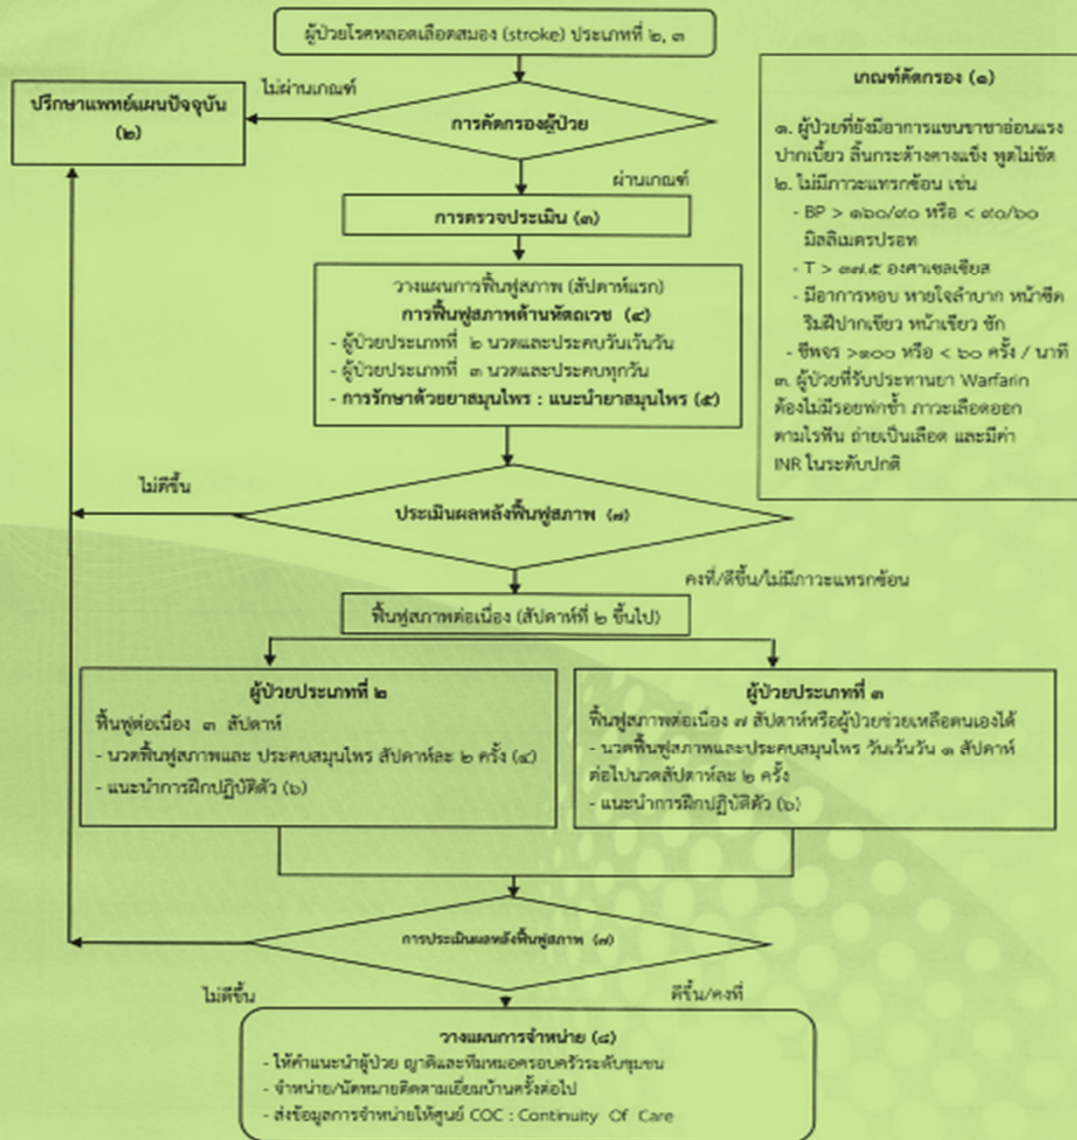 ผู้ป่วยโรคหลอดเลือดสมอง (stroke) ประเภทที่ ๒, ๓
ไม่ผ่านเกณฑ์
ปรึกษาแพทย์แผนปัจจุบัน
(๒)
การคัดกรองผู้ป่วย
ผ่านเกณฑ์
การตรวจประเมิน (๓)
วางแผนการฟื้นฟูสภาพ (สัปดาห์แรก)
การฟื้นฟูสภาพด้านหัตถเวช (๔)
- ผู้ป่วยประเภทที่ ๒ นวดและประคบวันเว้นวัน
- ผู้ป่วยประเภทที่ ๓ นวดและประคบทุกวัน
- การรักษาด้วยยาสมุนไพร : แนะนำยาสมุนไพร (๕)
เกณฑ์คัดกรอง (๑)
๑. ผู้ป่วยที่ยังมีอาการแขนขาชาอ่อนแรง
ปากเบี้ยว ลิ้นกระด้างคางแข็ง พูดไม่ชัด
๒. ไม่มีภาวะแทรกซ้อน เช่น
- BP > ๑๖๐/๙๐ หรือ < ๙๐/๖๐
มิลลิเมตรปรอท
- T > ๓๗.๕ องศาเซลเซียส
- มีอาการหอบ หายใจลำบาก หน้าซีด
ริมฝีปากเขียว หน้าเขียว ชัก
- ชีพจร >๑๐๐ หรือ < ๖๐ ครั้ง / นาที
๓. ผู้ป่วยที่รับประทานยา Warfarin
ต้องไม่มีรอยฟกช้ำ ภาวะเลือดออก
ตามไรฟัน ถ่ายเป็นเลือด และมีค่า
INR ในระดับปกติ
ไม่ดีขึ้น
ประเมินผลหลังฟื้นฟูสภาพ (๗)
คงที่/ดีขึ้น/ไม่มีภาวะแทรกซ้อน
ฟื้นฟูสภาพต่อเนื่อง (สัปดาห์ที่ ๒ ขึ้นไป)
ผู้ป่วยประเภทที่ ๒
ฟื้นฟูต่อเนื่อง ๓ สัปดาห์
- นวดฟื้นฟูสภาพและ ประคบสมุนไพร สัปดาห์ละ ๒ ครั้ง (๔)
- แนะนำการฝึกปฏิบัติตัว (๖)
ผู้ป่วยประเภทที่ ๓
ฟื้นฟูสภาพต่อเนื่อง ๗ สัปดาห์หรือผู้ป่วยช่วยเหลือตนเองได้
- นวดฟื้นฟูสภาพและประคบสมุนไพร วันเว้นวัน ๑ สัปดาห์
ต่อไปนวดสัปดาห์ละ ๒ ครั้ง
- แนะนำการฝึกปฏิบัติตัว (๖)
การประเมินผลหลังฟื้นฟูสภาพ (๗)
ไม่ดีขึ้น
ดีขึ้น/คงที่
วางแผนการจำหน่าย (๘)
- ให้คำแนะนำผู้ป่วย ญาติและทีมหมอครอบครัวระดับชุมชน
- จำหน่าย/นัดหมายติดตามเยี่ยมบ้านครั้งต่อไป
- ส่งข้อมูลการจำหน่ายให้ศูนย์ COC : Continuity Of Care